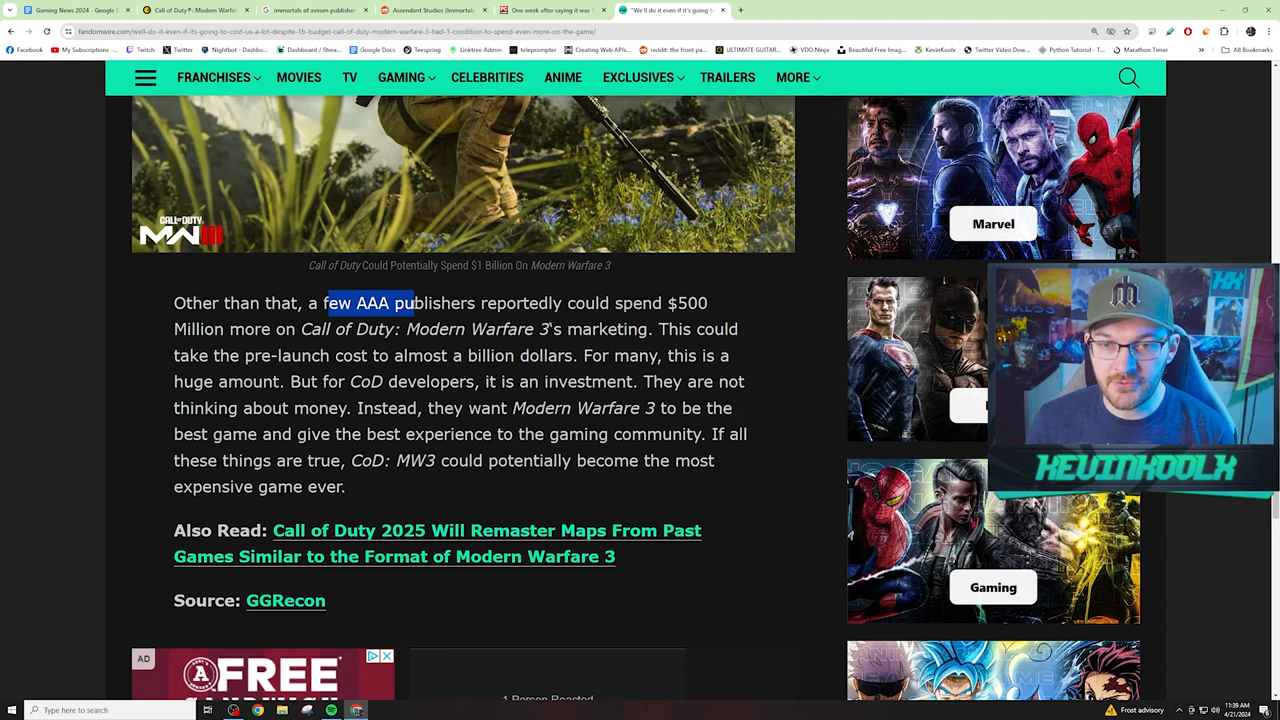 Gaming News 2024 - Google D
Call of Duty®: Modern Warfar
immortals of aveum publisher
Ascendant Studios (Immortals
One week after saying it was '
"We'll do it even if it's going t
fandomwire.com/well-do-it-even-if-its-going-to-cost-us-a-lot-despite-1b-budget-call-of-duty-modern-warfare-3-had-1-condition-to-spend-even-more-on-the-game/
Facebook
My Subscriptions -...
Twitch
Twitter
Nightbot - Dashbo...
Dashboard / Strea...
Google Docs
Teespring
Linktree Admin
teleprompter
Creating Web APIs...
reddit: the front pa...
ULTIMATE GUITAR...
VDO.Ninja
Beautiful Free Imag...
KevinKoolx
Twitter Video Dow...
Python Tutorial - T...
Marathon Timer
»
All Bookmarks
FRANCHISES
MOVIES
TV
GAMING
CELEBRITIES
ANIME
EXCLUSIVES
TRAILERS
MORE
CALL OF DUTY
MWIII
Call of Duty Could Potentially Spend $1 Billion On Modern Warfare 3
Other than that, a few AAA publishers reportedly could spend $500
Million more on Call of Duty: Modern Warfare 3's marketing. This could
take the pre-launch cost to almost a billion dollars. For many, this is a
huge amount. But for CoD developers, it is an investment. They are not
thinking about money. Instead, they want Modern Warfare 3 to be the
best game and give the best experience to the gaming community. If all
these things are true, CoD: MW3 could potentially become the most
expensive game ever.
Also Read: Call of Duty 2025 Will Remaster Maps From Past
Games Similar to the Format of Modern Warfare 3
Source: GGRecon
AD
FREE
1 Person Reacted
Marvel
KEVINKOOLX
Gaming
Type here to search
Frost advisory
11:39 AM
4/21/2024